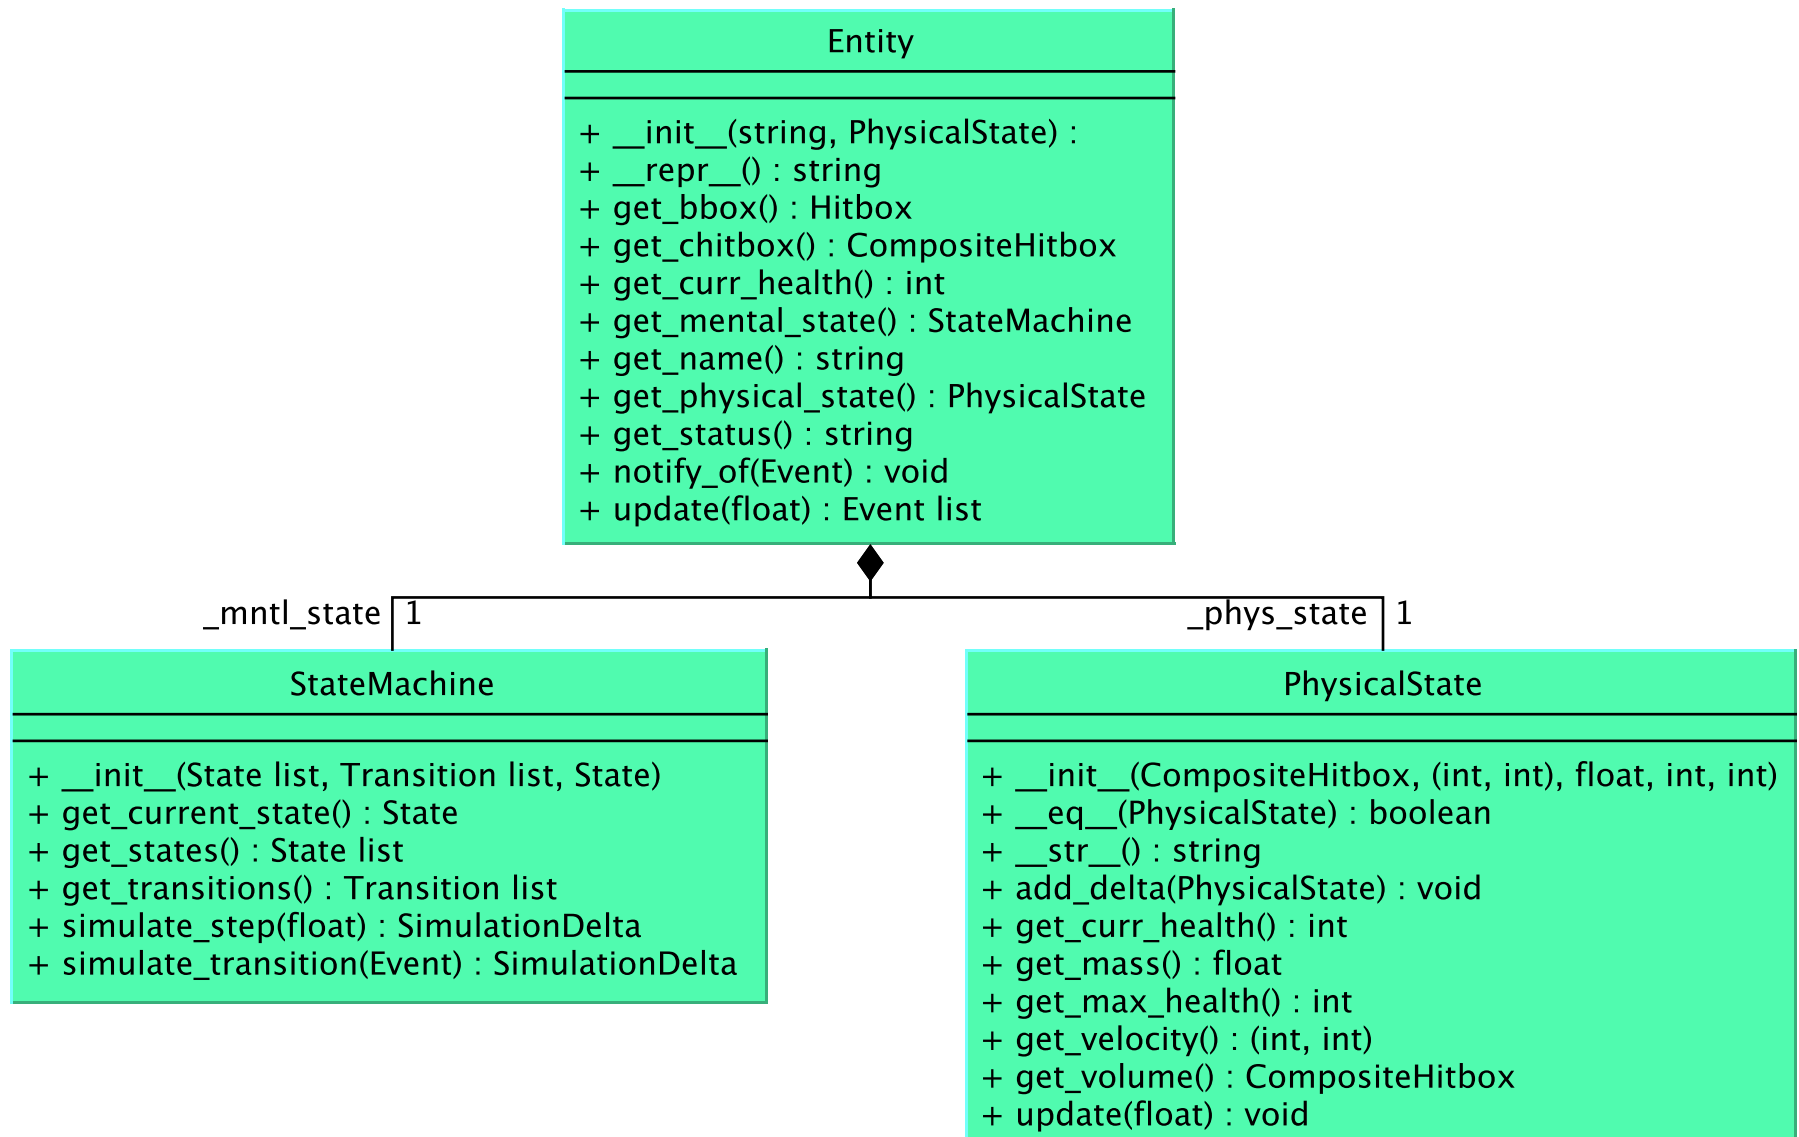 Entity
+ __init__(string, PhysicalState) :
+ __repr__() : string
+ get_bbox() : Hitbox
+ get_chitbox() : CompositeHitbox
+ get_curr_health() : int
+ get_mental_state() : StateMachine
+ get_name() : string
+ get_physical_state() : PhysicalState
+ get_status() : string
+ notify_of(Event) : void
+ update(float) : Event list
_mntl_state 1
_phys_state 1
StateMachine
+ __init__(State list, Transition list, State)
+ get_current_state() : State
+ get_states() : State list
+ get_transitions() : Transition list
+ simulate_step(float) : SimulationDelta
+ simulate_transition(Event) : SimulationDelta
PhysicalState
+ __init__(CompositeHitbox, (int, int), float, int, int)
+ __eq__(PhysicalState) : boolean
+ __str__() : string
+ add_delta(PhysicalState) : void
+ get_curr_health() : int
+ get_mass() : float
+ get_max_health() : int
+ get_velocity() : (int, int)
+ get_volume() : CompositeHitbox
+ update(float) : void